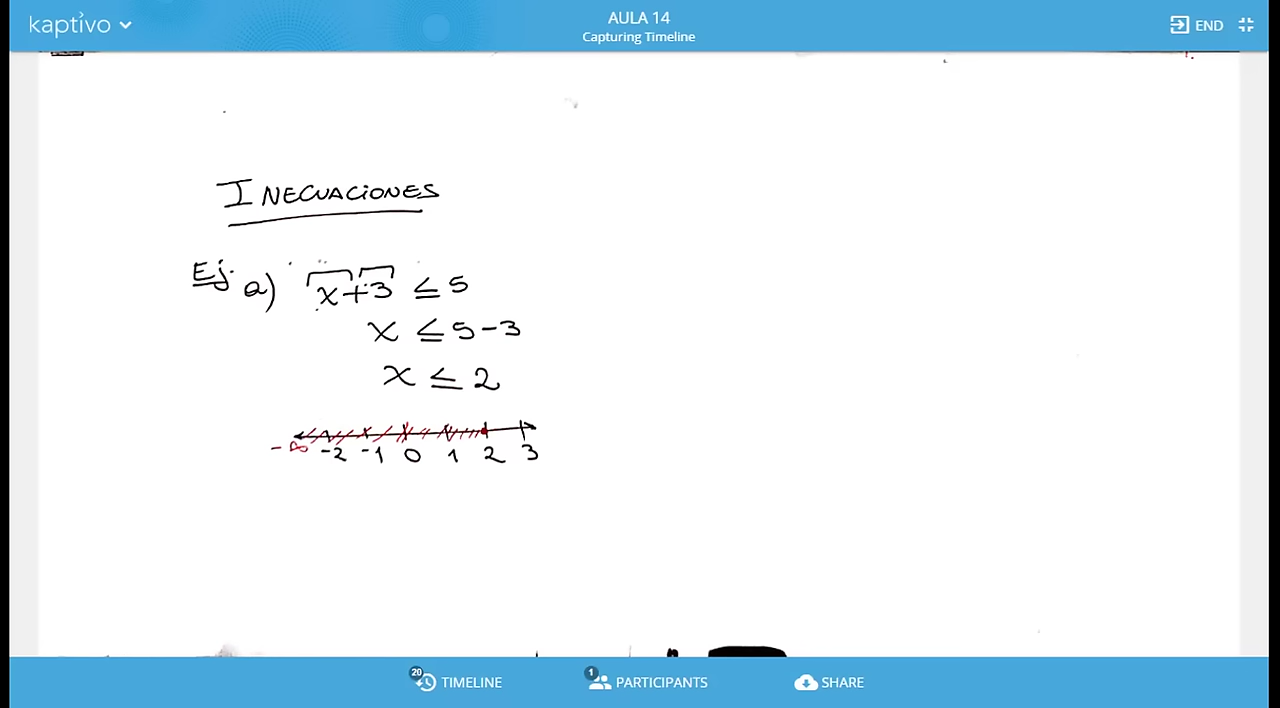 kaptivo
AULA 14
Capturing Timeline
END
INECUACIONES
Ej. a) x+3 ≤ 5
x ≤ 5-3
x ≤ 2
-∞ -2 -1 0 1 2 3
20 TIMELINE
1 PARTICIPANTS
SHARE